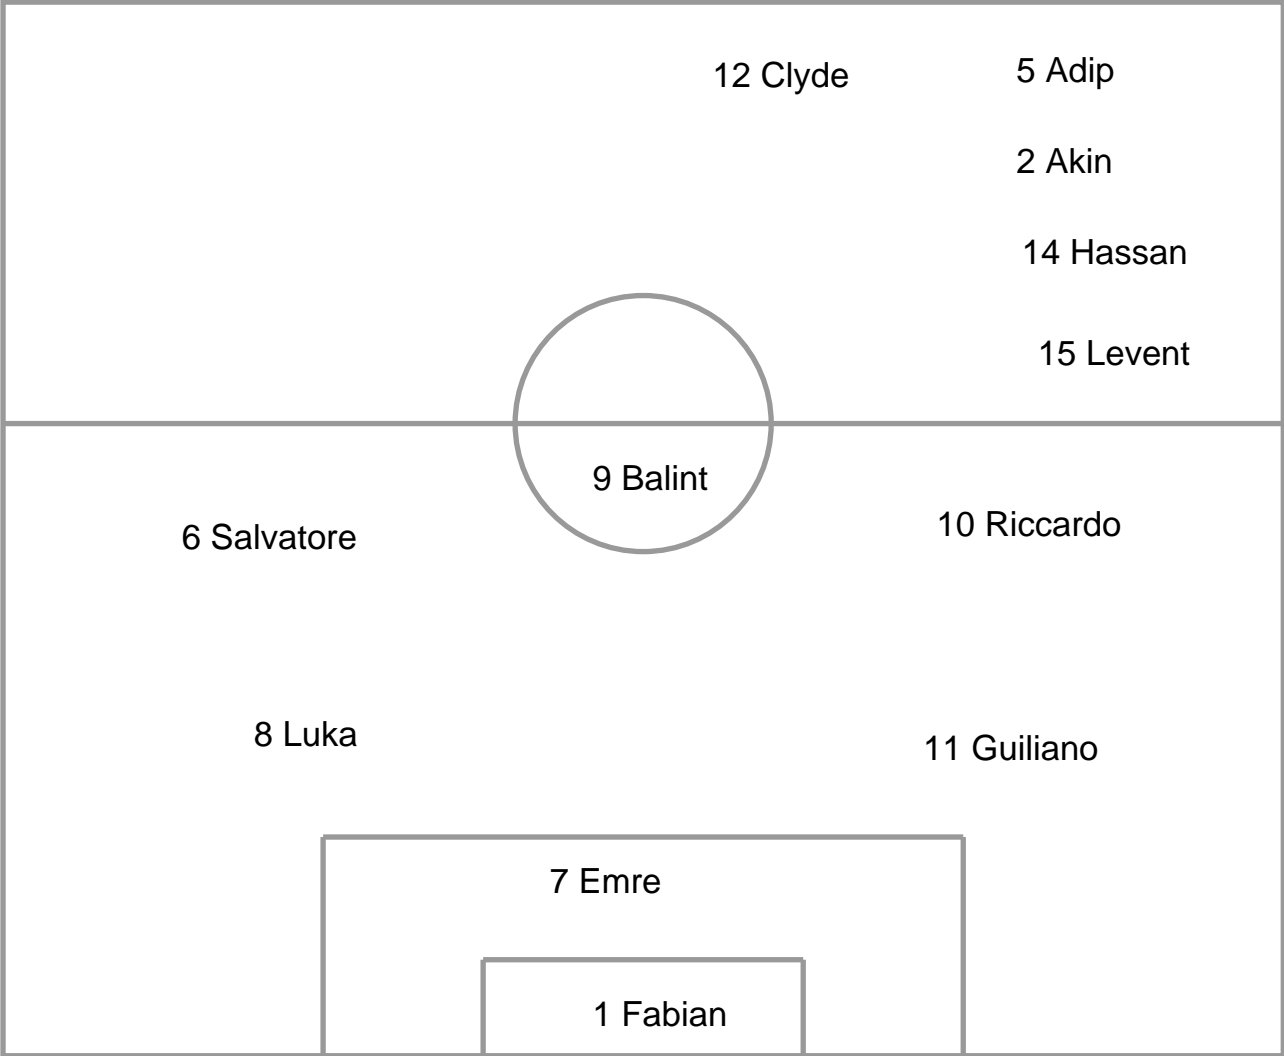 12 Clyde
5 Adip
2 Akin
14 Hassan
15 Levent
9 Balint
10 Riccardo
6 Salvatore
8 Luka
11 Guiliano
7 Emre
1 Fabian